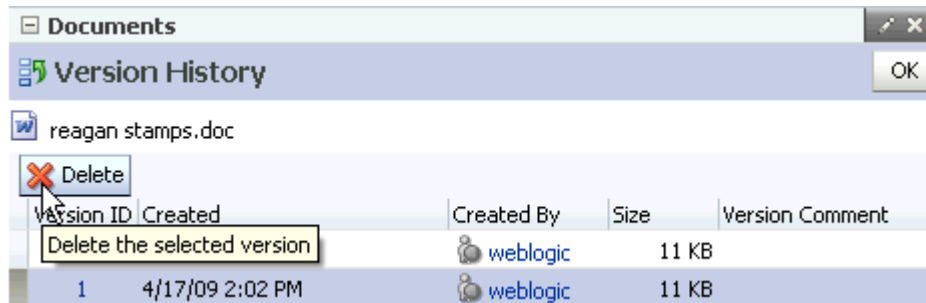 Documents
Version History
OK
reagan stamps.doc
Delete
Version ID Created Created By Size Version Comment
Delete the selected version
weblogic 11 KB
1 4/17/09 2:02 PM weblogic 11 KB